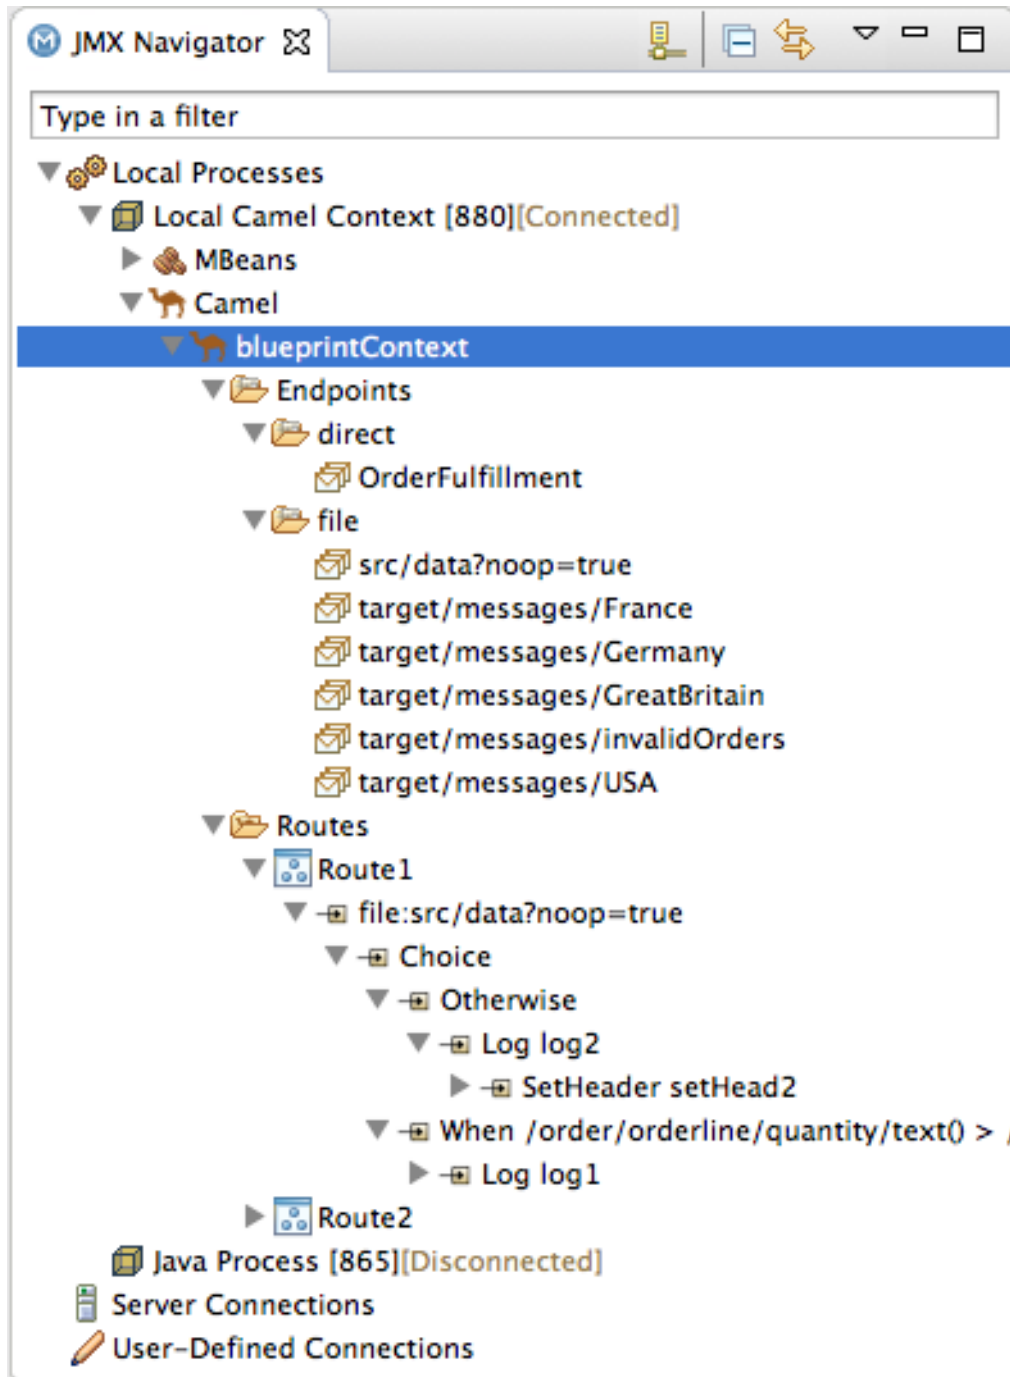 JMX Navigator
Type in a filter
Local Processes
Local Camel Context [880][Connected]
MBeans
Camel
blueprintContext
Endpoints
direct
OrderFulfillment
file
src/data?noop=true
target/messages/France
target/messages/Germany
target/messages/GreatBritain
target/messages/invalidOrders
target/messages/USA
Routes
Route1
file:src/data?noop=true
Choice
Otherwise
Log log2
SetHeader setHead2
When /order/orderline/quantity/text() > /
Log log1
Route2
Java Process [865][Disconnected]
Server Connections
User-Defined Connections